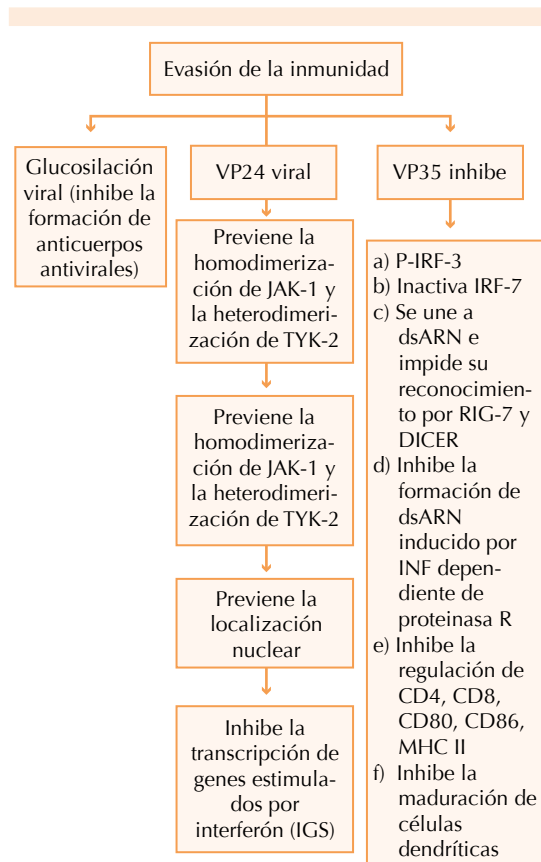 Evasión de la inmunidad
Glucosilación
viral (inhibe la
formación de
anticuerpos
antivirales)
VP24 viral
Previene la
homodimeriza-
ción de JAK-1 y
la heterodimeri-
zación de TYK-2
Previene la
homodimeriza-
ción de JAK-1 y
la heterodimeri-
zación de TYK-2
Previene la
localización
nuclear
Inhibe la
transcripción de
genes estimula-
dos por
interferón (IGS)
VP35 inhibe
a) P-IRF-3
b) Inactiva IRF-7
c) Se une a
dsARN e
impide su
reconocimien-
to por RIG-7 y
DICER
d) Inhibe la
formación de
dsARN
inducido por
INF depen-
diente de
proteinasa R
e) Inhibe la
regulación de
CD4, CD8,
CD80, CD86,
MHC II
f) Inhibe la
maduración de
células
dendríticas